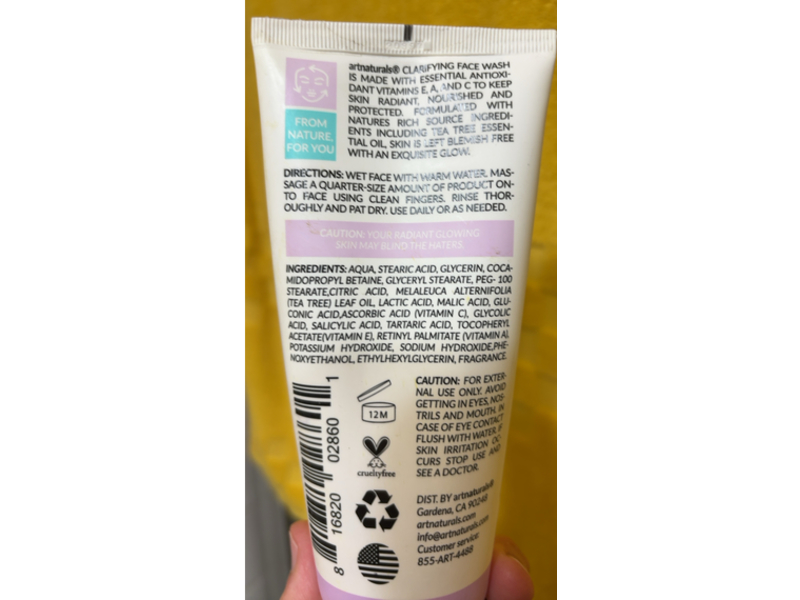 artnaturals® CLARIFYING FACE WASH
IS MADE WITH ESSENTIAL ANTIOXI-
DANT VITAMINS E, A, AND C TO KEEP
SKIN RADIANT, NOURISHED AND
PROTECTED. FORMULATED WITH
NATURES RICH SOURCE INGREDI-
ENTS INCLUDING TEA TREE ESSEN-
TIAL OIL, SKIN IS LEFT BLEMISH FREE
WITH AN EXQUISITE GLOW.
FROM
NATURE,
FOR YOU
DIRECTIONS: WET FACE WITH WARM WATER. MAS-
SAGE A QUARTER-SIZE AMOUNT OF PRODUCT ON-
TO FACE USING CLEAN FINGERS. RINSE THOR-
OUGHLY AND PAT DRY. USE DAILY OR AS NEEDED.
CAUTION: YOUR RADIANT GLOWING
SKIN MAY BLIND THE HATERS.
INGREDIENTS: AQUA, STEARIC ACID, GLYCERIN, COCA-
MIDOPROPYL BETAINE, GLYCERYL STEARATE, PEG- 100
STEARATE,CITRIC ACID, MELALEUCA ALTERNIFOLIA
(TEA TREE) LEAF OIL, LACTIC ACID, MALIC ACID, GLU-
CONIC ACID,ASCORBIC ACID (VITAMIN C), GLYCOLIC
ACID, SALICYLIC ACID, TARTARIC ACID, TOCOPHERYL
ACETATE(VITAMIN E), RETINYL PALMITATE (VITAMIN A),
POTASSIUM HYDROXIDE, SODIUM HYDROXIDE,PHE-
NOXYETHANOL, ETHYLHEXYLGLYCERIN, FRAGRANCE.
8 16820 02860 1
12M
crueltyfree
CAUTION: FOR EXTER-
NAL USE ONLY. AVOID
GETTING IN EYES, NOS-
TRILS AND MOUTH. IN
CASE OF EYE CONTACT
FLUSH WITH WATER. IF
SKIN IRRITATION OC-
CURS STOP USE AND
SEE A DOCTOR.
DIST. BY artnaturals®
Gardena, CA 90248
artnaturals.com
info@artnaturals.com
Customer service:
855-ART-4488